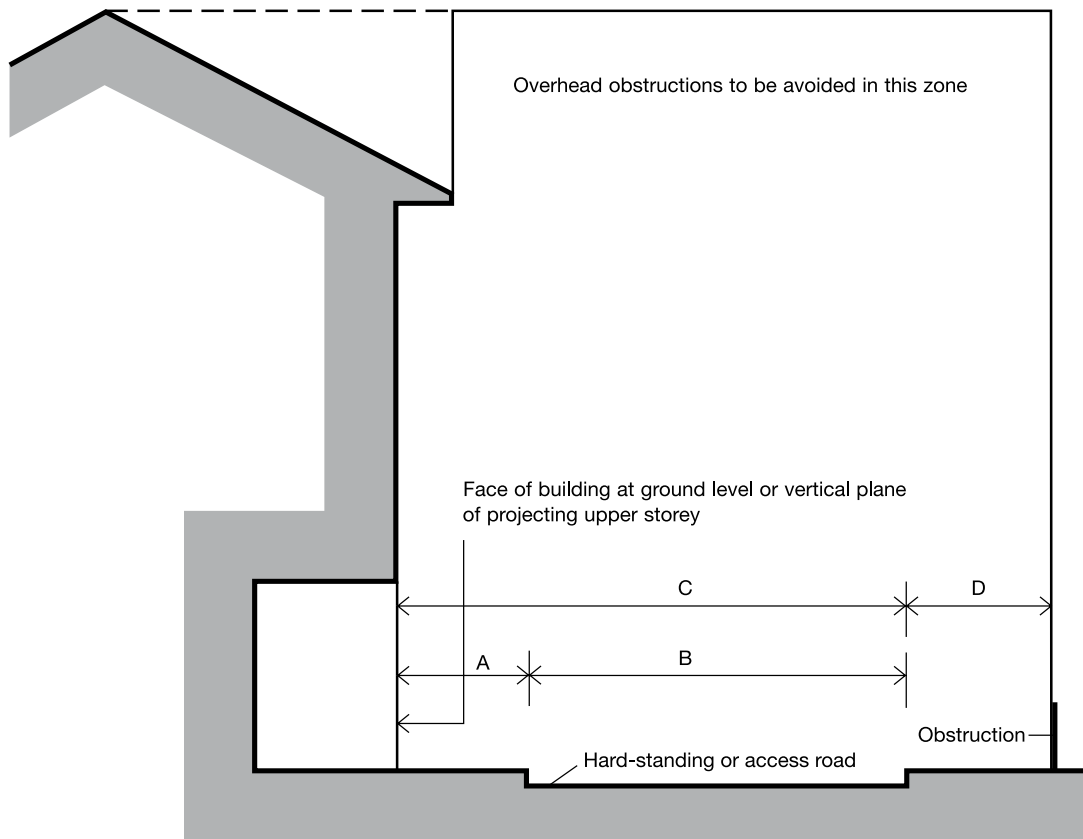 Overhead obstructions to be avoided in this zone
Face of building at ground level or vertical plane
of projecting upper storey
C
D
A
B
Obstruction
Hard-standing or access road